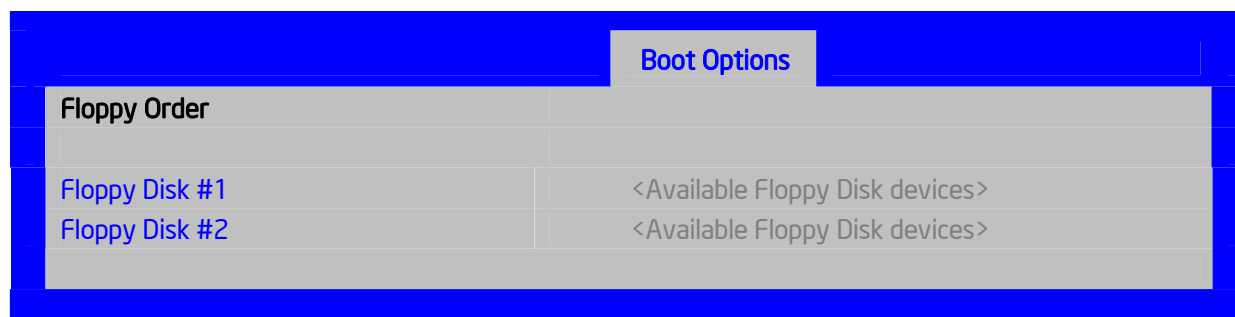 Boot Options
Floppy Order
Floppy Disk #1 <Available Floppy Disk devices>
Floppy Disk #2 <Available Floppy Disk devices>